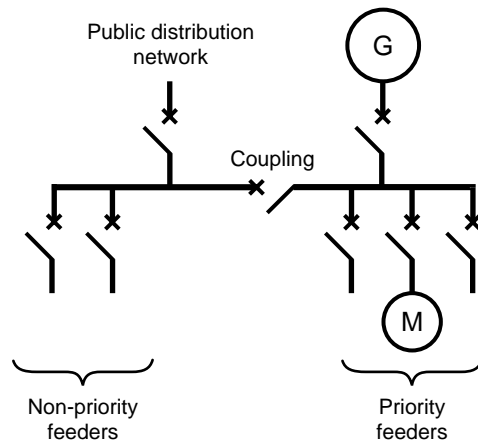 Public distribution
network
G
Coupling
M
Non-priority
feeders
Priority
feeders